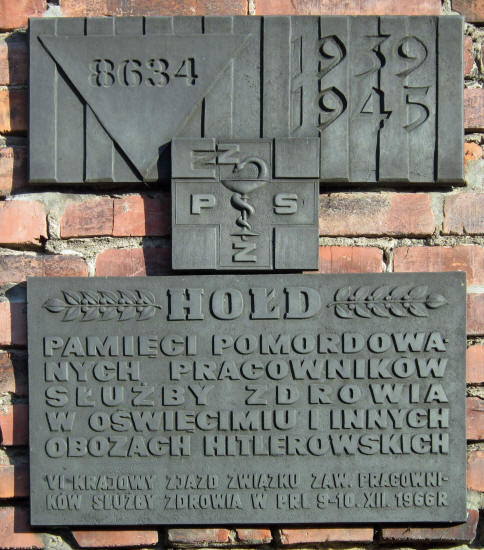 8634
1939
1945
ZZ
P S
Z
HOŁD
PAMIĘCI POMORDOWA-
NYCH PRACOWNIKÓW
SŁUŻBY ZDROWIA
W OŚWIĘCIMIU I INNYCH
OBOZACH HITLEROWSKICH
VI KRAJOWY ZJAZD ZWIĄZKU ZAW. PRACOWNI-
KÓW SŁUŻBY ZDROWIA W PRL 9-10. XII. 1966 R